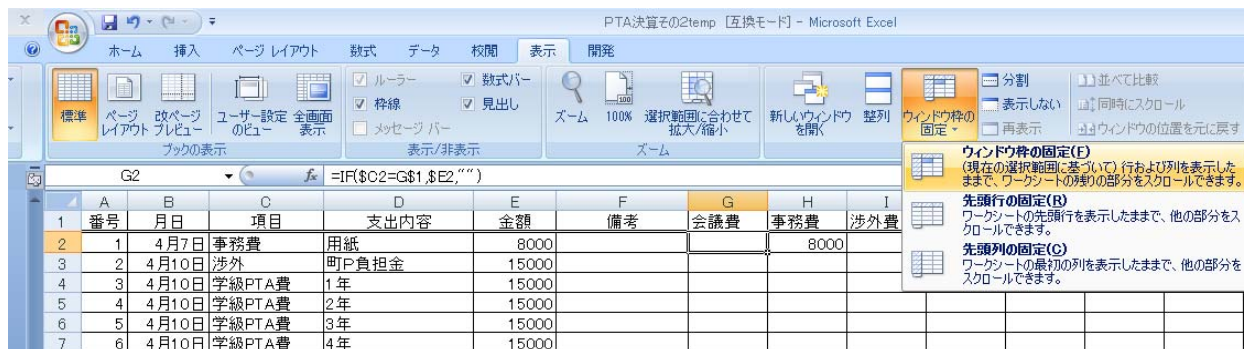 PTA決算その2temp [互換モード] - Microsoft Excel
ホーム 挿入 ページ レイアウト 数式 データ 校閲 表示 開発
標準 ページ レイアウト 改ページ プレビュー ユーザー設定 のビュー 全画面 表示
ブックの表示
ルーラー 数式バー
枠線 見出し
メッセージ バー
表示/非表示
ズーム 100% 選択範囲に合わせて 拡大/縮小
ズーム
新しいウィンドウ を開く 整列 ウィンドウ枠の 固定
分割 並べて比較
表示しない 同時にスクロール
再表示 ウィンドウの位置を元に戻す
ウィンドウ枠の固定(F)
(現在の選択範囲に基づいて) 行および列を表示した
ままで、ワークシートの残りの部分をスクロールできます。
先頭行の固定(R)
ワークシートの先頭行を表示したままで、他の部分をス
クロールできます。
先頭列の固定(C)
ワークシートの最初の列を表示したままで、他の部分を
スクロールできます。
G2 fx =IF($C2=G$1,$E2,"")
A B C D E F G H I
1 番号 月日 項目 支出内容 金額 備考 会議費 事務費 渉外費
2 1 4月7日 事務費 用紙 8000 8000
3 2 4月10日 渉外 町P負担金 15000
4 3 4月10日 学級PTA費 1年 15000
5 4 4月10日 学級PTA費 2年 15000
6 5 4月10日 学級PTA費 3年 15000
7 6 4月10日 学級PTA費 4年 15000